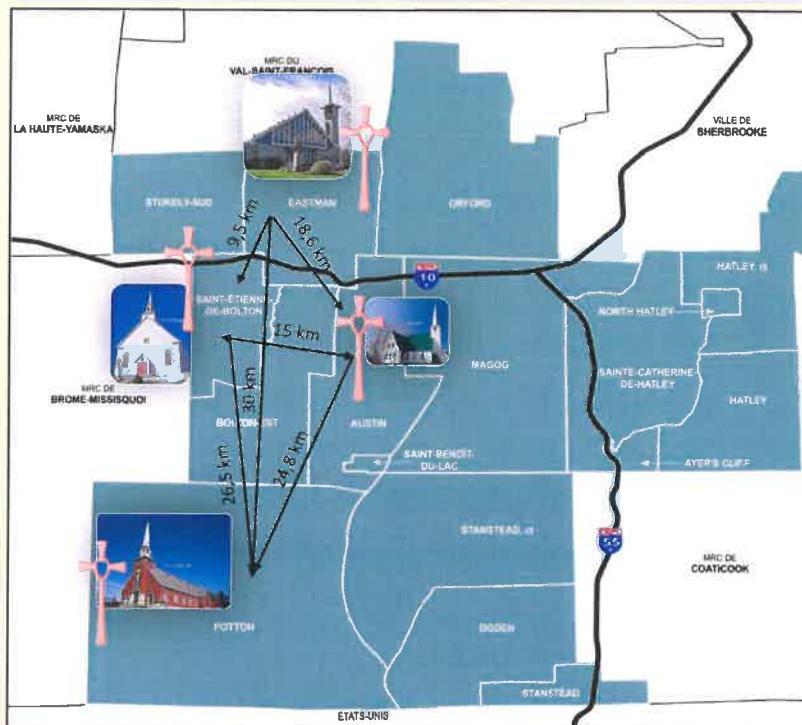 MRC DU
VAL-SAINT-FRANÇOIS
MRC DE
LA HAUTE-YAMASKA
VILLE DE
SHERBROOKE
STUKELY-SUD
EASTMAN
ORFORD
9,5 km
18,6 km
10
SAINT-ÉTIENNE-
DE-BOLTON
HATLEY, ct
NORTH HATLEY
15 km
MAGOG
SAINTE-CATHERINE-
DE-HATLEY
MRC DE
BROME-MISSISQUOI
30 km
HATLEY
BOLTON-EST
AUSTIN
26,5 km
24,8 km
SAINT-BENOÎT-
DU-LAC
AYER'S CLIFF
STANSTEAD, ct
55
MRC DE
COATICOOK
POTTON
OGDEN
STANSTEAD
ÉTATS-UNIS